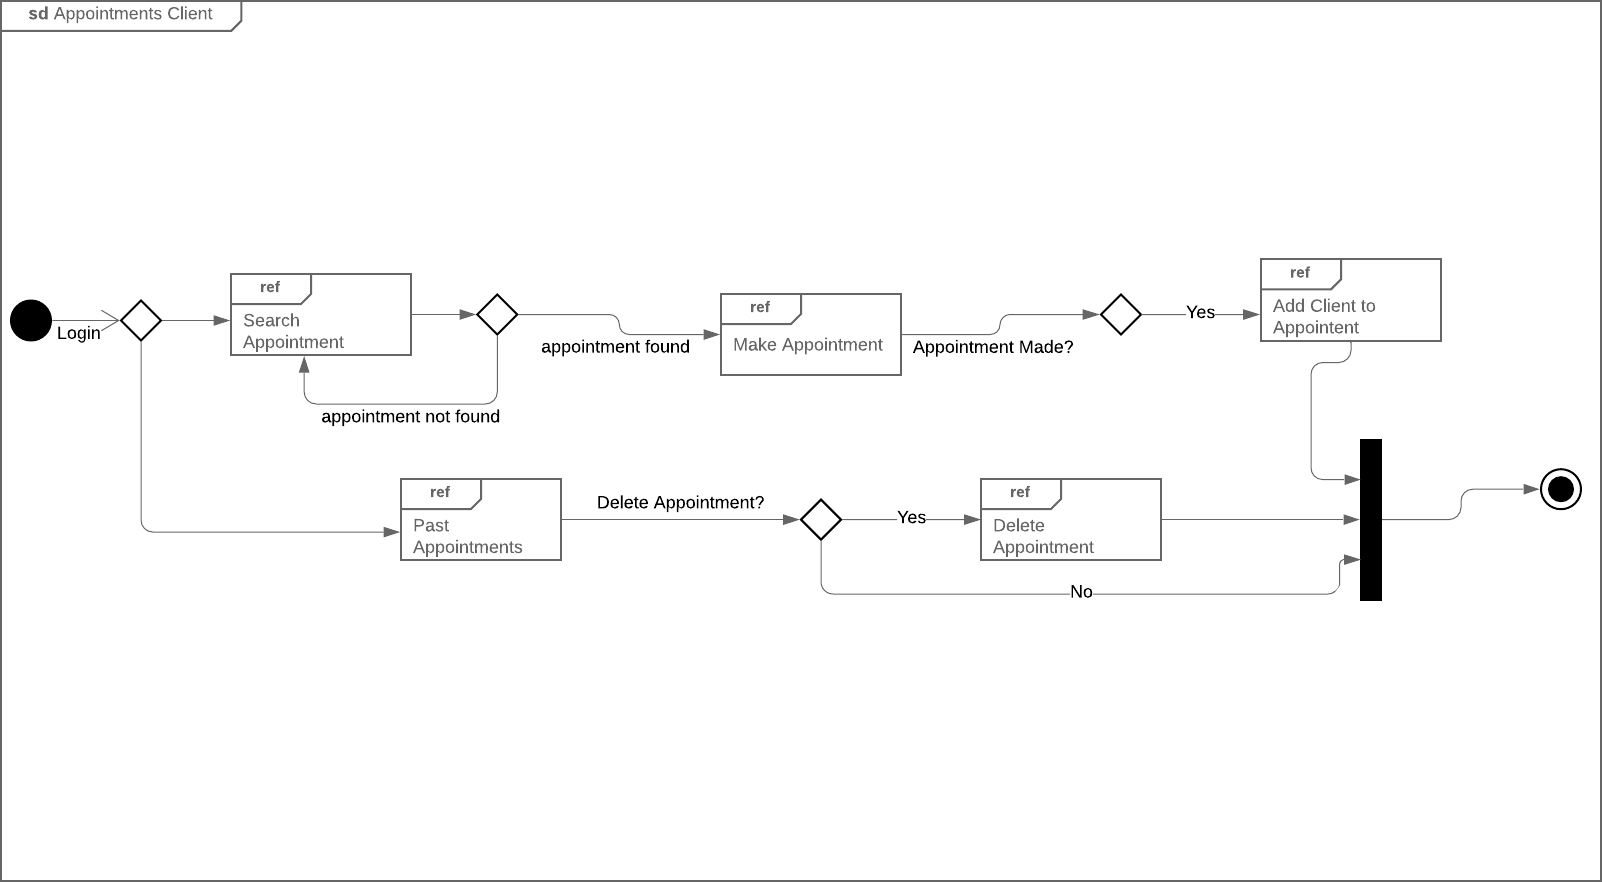 sd Appointments Client
ref
Search
Appointment
Login
appointment not found
appointment found
ref
Make Appointment
Appointment Made?
Yes
ref
Add Client to
Appointent
ref
Past
Appointments
Delete Appointment?
Yes
ref
Delete
Appointment
No